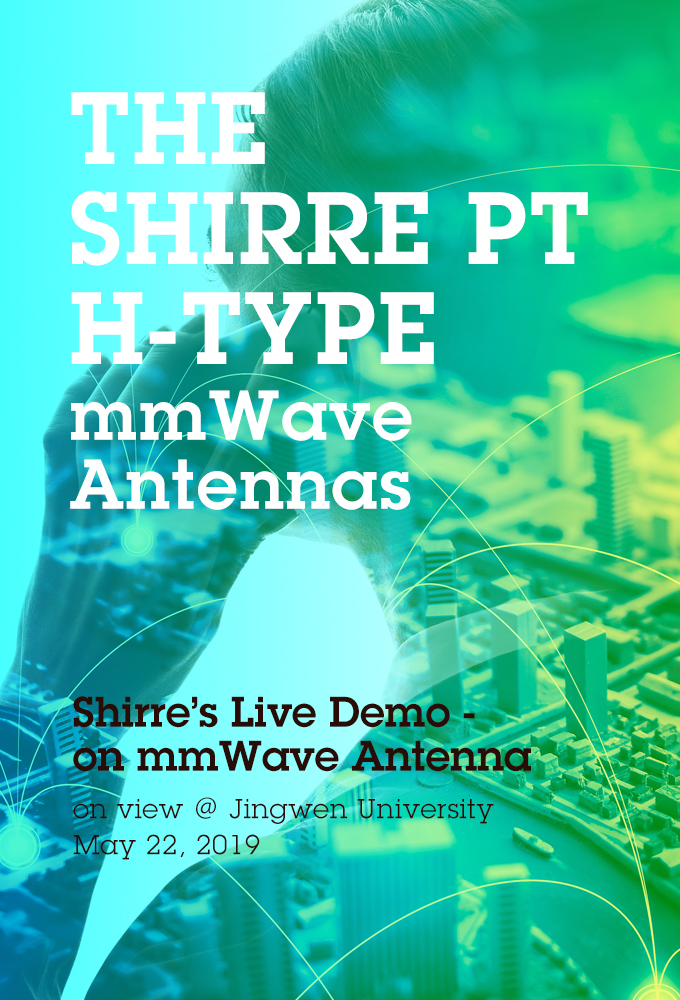 THE
SHIRRE PT
H-TYPE
mmWave
Antennas
Shirre's Live Demo -
on mmWave Antenna
on view @ Jingwen University
May 22, 2019